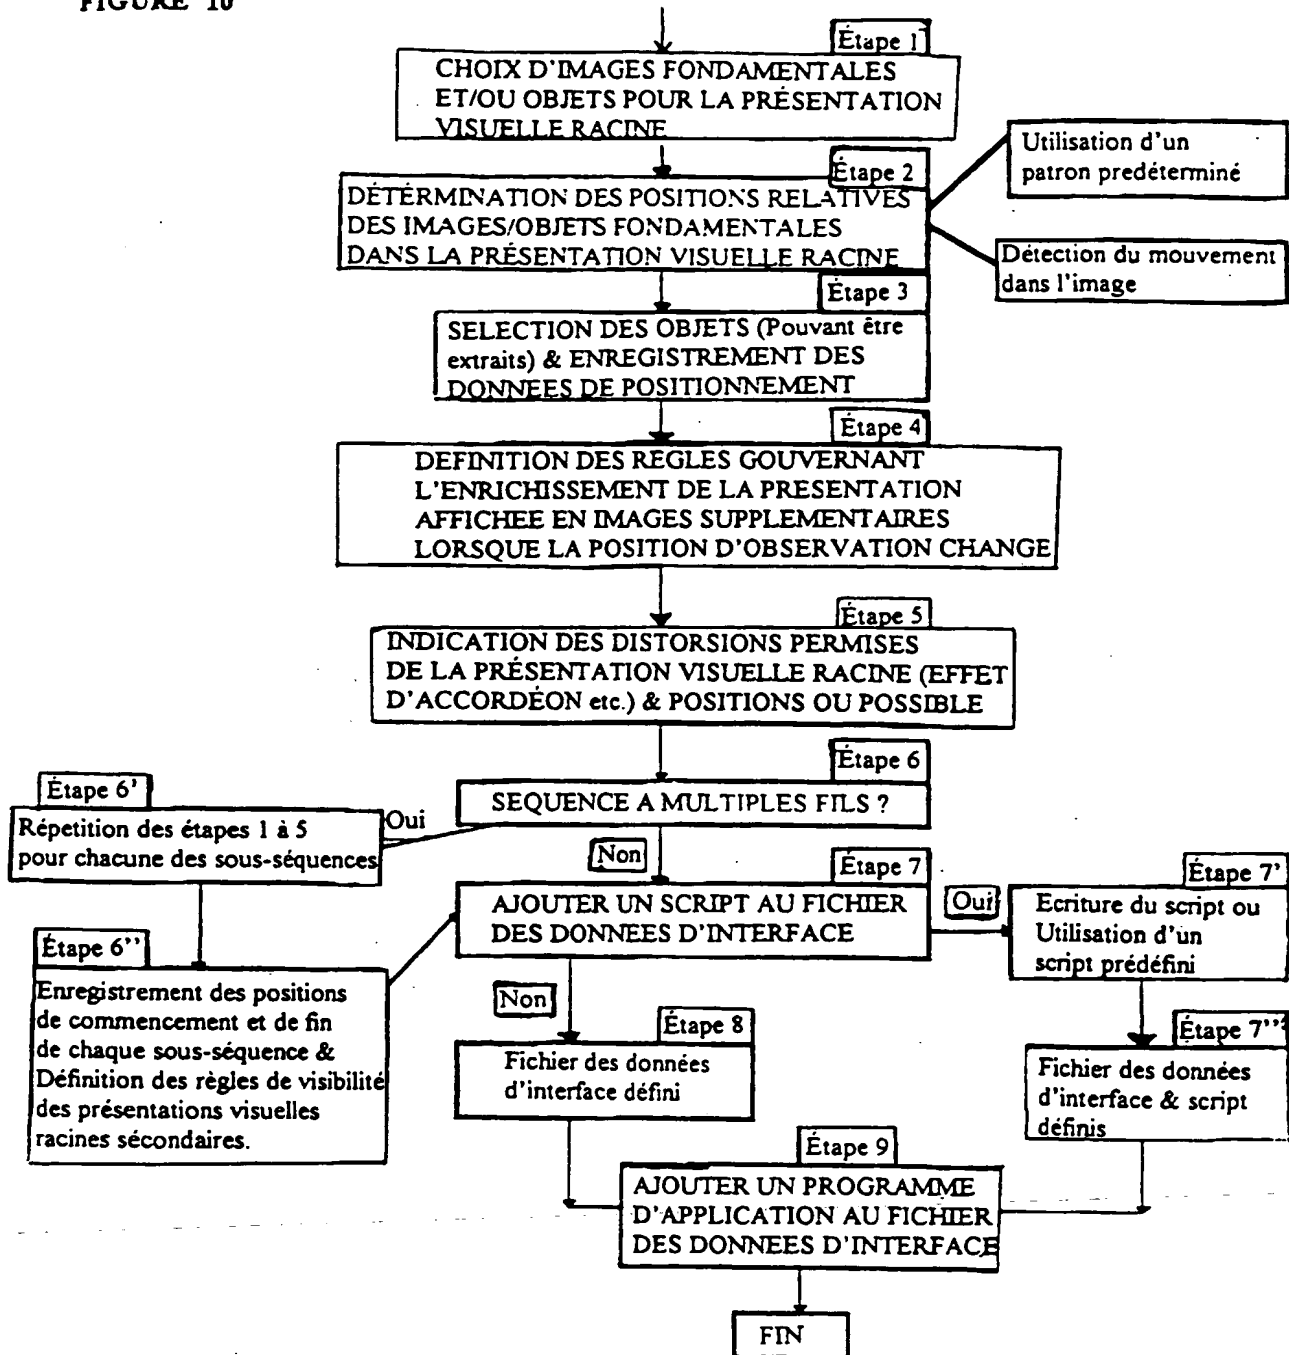 FIGURE 10
Étape 1
CHOIX D'IMAGES FONDAMENTALES
ET/OU OBJETS POUR LA PRÉSENTATION
VISUELLE RACINE
Étape 2
DÉTÉRMINATION DES POSITIONS RELATIVES
DES IMAGES/OBJETS FONDAMENTALES
DANS LA PRÉSENTATION VISUELLE RACINE
Utilisation d'un
patron predéterminé
Détection du mouvement
dans l'image
Étape 3
SELECTION DES OBJETS (Pouvant être
extraits) & ENREGISTREMENT DES
DONNEES DE POSITIONNEMENT
Étape 4
DEFINITION DES REGLES GOUVERNANT
L'ENRICHISSEMENT DE LA PRESENTATION
AFFICHEE EN IMAGES SUPPLEMENTAIRES
LORSQUE LA POSITION D'OBSERVATION CHANGE
Étape 5
INDICATION DES DISTORSIONS PERMISES
DE LA PRÉSENTATION VISUELLE RACINE (EFFET
D'ACCORDÉON etc.) & POSITIONS OU POSSIBLE
Étape 6
SEQUENCE A MULTIPLES FILS ?
Étape 6'
Oui
Répetition des étapes 1 à 5
pour chacune des sous-séquences
Non
Étape 7
AJOUTER UN SCRIPT AU FICHIER
DES DONNEES D'INTERFACE
Oui
Étape 7'
Ecriture du script ou
Utilisation d'un
script prédéfini
Étape 6''
Enregistrement des positions
de commencement et de fin
de chaque sous-séquence &
Définition des règles de visibilité
des présentations visuelles
racines sécondaires.
Non
Étape 8
Fichier des données
d'interface défini
Étape 7''
Fichier des données
d'interface & script
définis
Étape 9
AJOUTER UN PROGRAMME
D'APPLICATION AU FICHIER
DES DONNEES D'INTERFACE
FIN